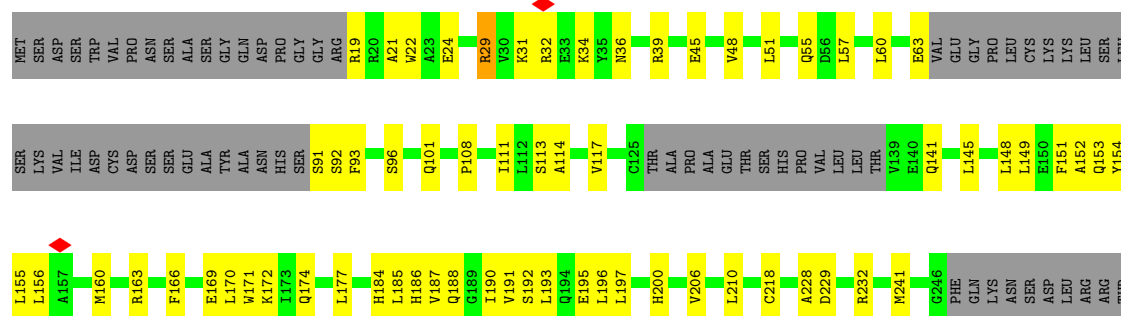 MET SER ASP SER TRP VAL PRO ASN SER ALA SER GLY GLN ASP PRO GLY GLY ARG R19 R20 A21 W22 A23 E24 R29 V30 K31 R32 E33 K34 Y35 N36 R39 E45 V48 L51 Q55 D56 L57 L60 E63 VAL GLU GLY PRO LEU CYS LYS LYS LEU SER LEU
SER LYS VAL ILE ASP CYS ASP SER SER GLU ALA TYR ALA ASN HIS SER S91 S92 F93 S96 Q101 P108 I111 L112 S113 A114 V117 C125 THR ALA PRO ALA GLU THR SER HIS PRO VAL LEU LEU THR V139 E140 Q141 L145 L148 L149 E150 F151 A152 Q153 Y154
L155 L156 A157 M160 R163 F166 E169 L170 W171 K172 I173 Q174 L177 H184 L185 H186 V187 Q188 G189 I190 V191 S192 L193 Q194 E195 L196 L197 H200 V206 L210 C218 A228 D229 R232 M241 G246 PHE GLN LYS ASN SER ASP LEU ARG ARG